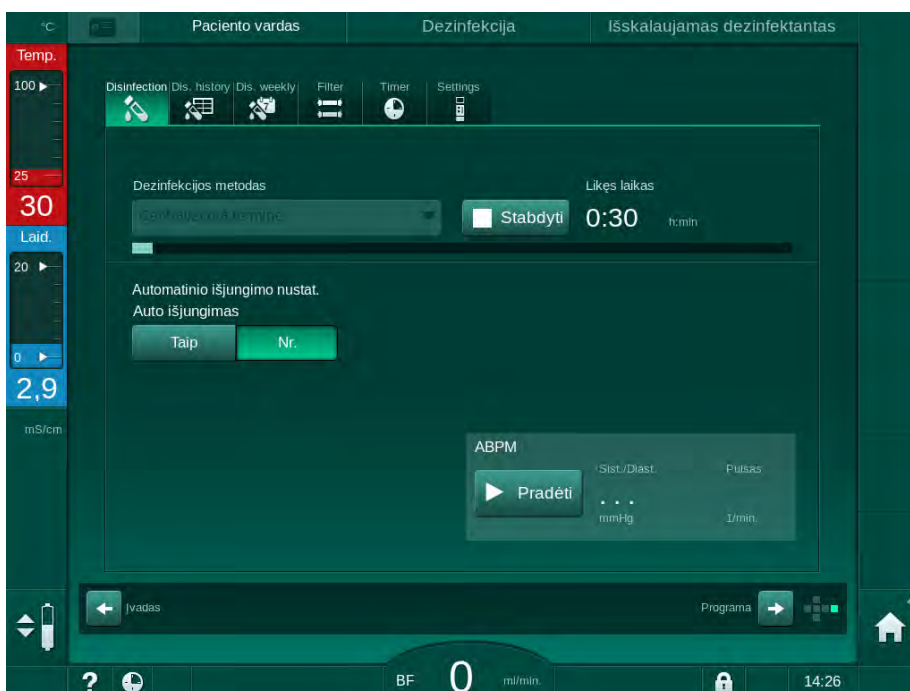 °C Paciento vardas Dezinfekcija Išskalaujamas dezinfektantas
Temp.
100
Disinfection Dis. history Dis. weekly Filter Timer Settings
7
25
Dezinfekcijos metodas Likęs laikas
30
Stabdyti 0:30 h:min
Laid.
20
Automatinio išjungimo nustat.
Auto išjungimas
Taip Nr.
0
2,9
mS/cm
ABPM
Sist./Diast. Pulsas
Pradėti . . .
mmHg 1/min.
Įvadas Programa
? BF 0 ml/min. 14:26